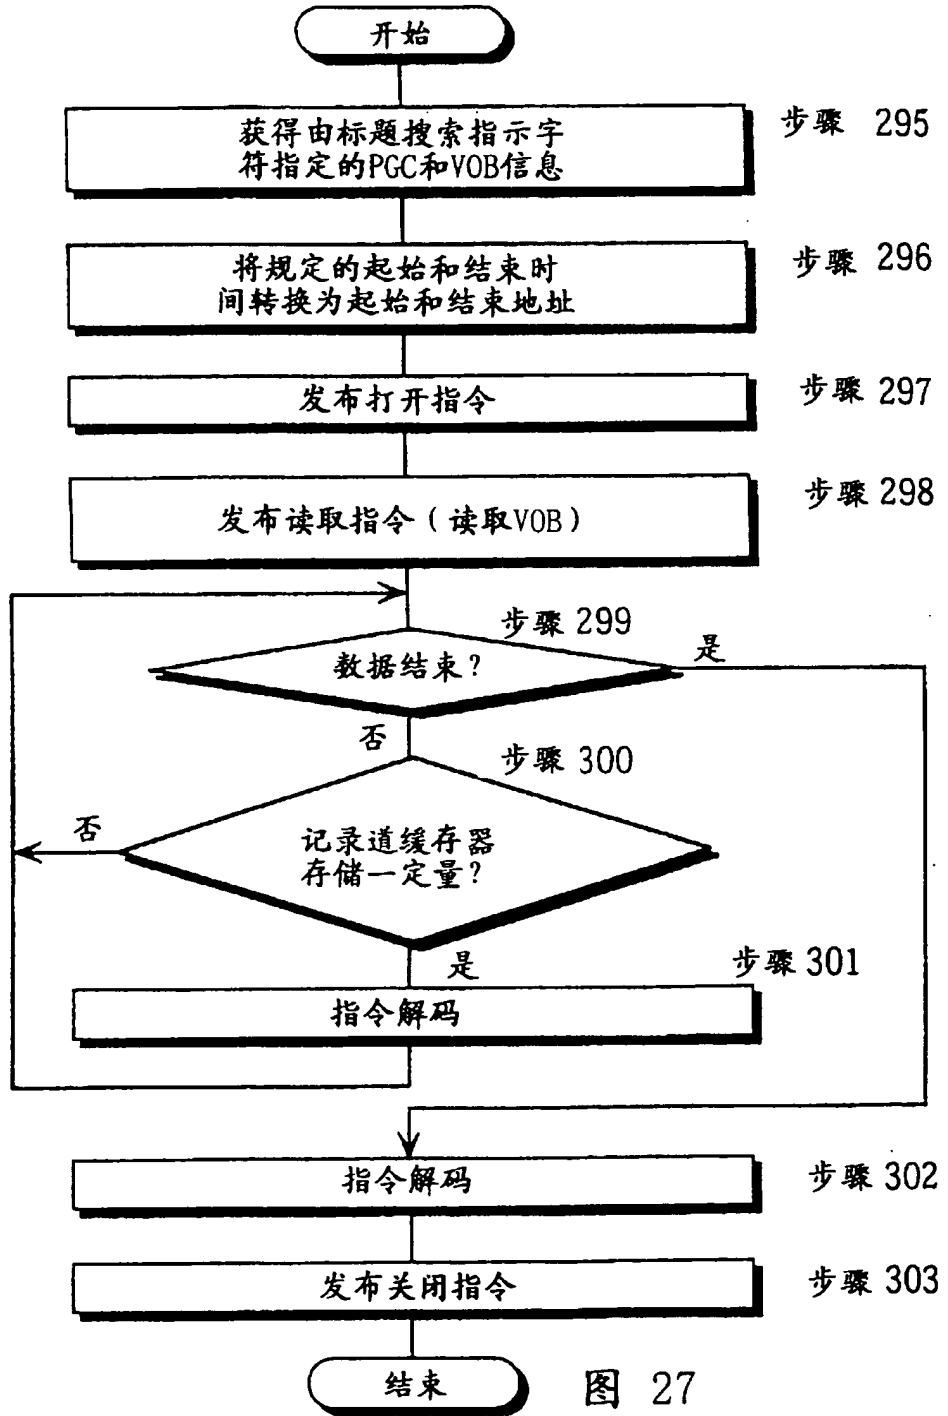 开始
获得由标题搜索指示字
符指定的PGC和VOB信息
步骤 295
将规定的起始和结束时
间转换为起始和结束地址
步骤 296
发布打开指令
步骤 297
发布读取指令(读取VOB)
步骤 298
步骤 299
数据结束?
是
否
步骤 300
记录道缓存器
存储一定量?
否
是
步骤 301
指令解码
指令解码
步骤 302
发布关闭指令
步骤 303
结束
图 27